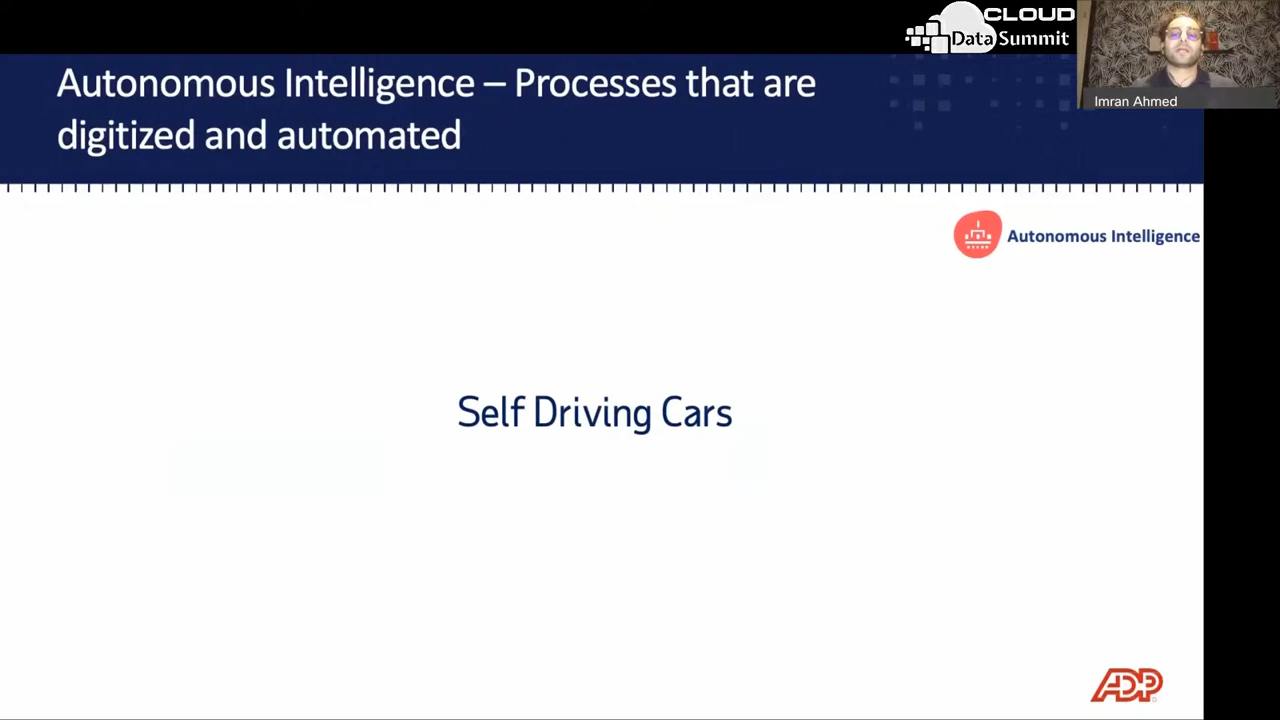 CLOUD
Data Summit
Imran Ahmed
Autonomous Intelligence – Processes that are
digitized and automated
Autonomous Intelligence
Self Driving Cars
ADP